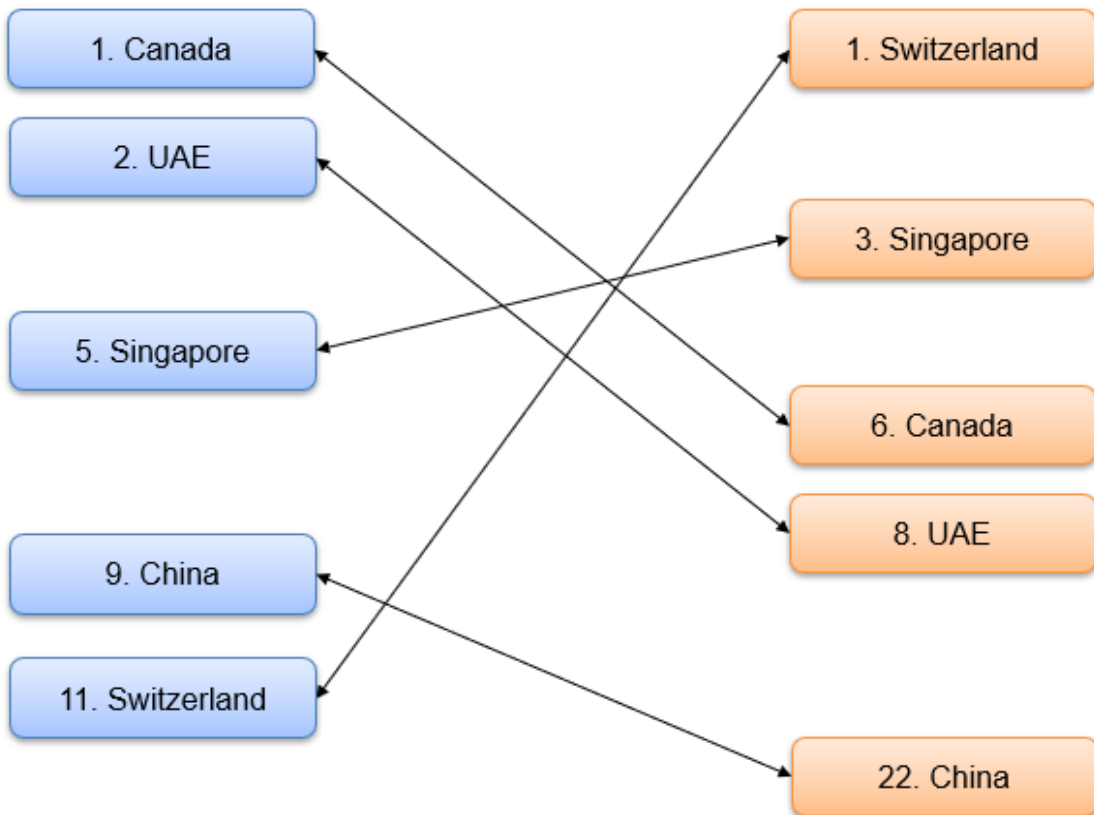 1. Canada
2. UAE
5. Singapore
9. China
11. Switzerland
1. Switzerland
3. Singapore
6. Canada
8. UAE
22. China